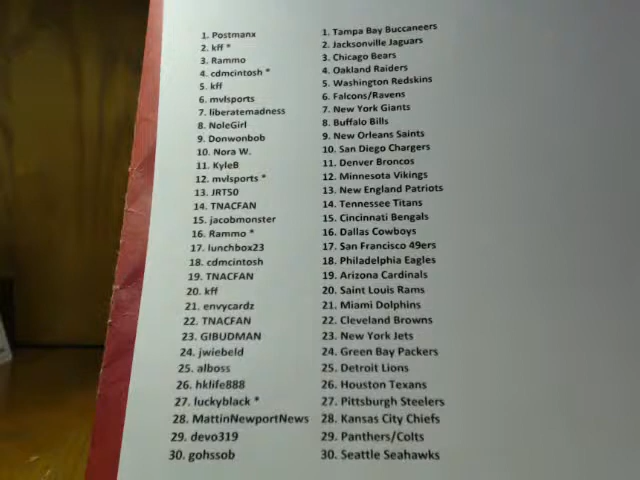 1. Postmanx
2. kff *
3. Rammo
4. cdmcintosh *
5. kff
6. mvlsports
7. liberatemadness
8. NoleGirl
9. Donwonbob
10. Nora W.
11. KyleB
12. mvlsports *
13. JRT50
14. TNACFAN
15. jacobmonster
16. Rammo *
17. lunchbox23
18. cdmcintosh
19. TNACFAN
20. kff
21. envycardz
22. TNACFAN
23. GIBUDMAN
24. jwiebeld
25. alboss
26. hklife888
27. luckyblack *
28. MattinNewportNews
29. devo319
30. gohssob
1. Tampa Bay Buccaneers
2. Jacksonville Jaguars
3. Chicago Bears
4. Oakland Raiders
5. Washington Redskins
6. Falcons/Ravens
7. New York Giants
8. Buffalo Bills
9. New Orleans Saints
10. San Diego Chargers
11. Denver Broncos
12. Minnesota Vikings
13. New England Patriots
14. Tennessee Titans
15. Cincinnati Bengals
16. Dallas Cowboys
17. San Francisco 49ers
18. Philadelphia Eagles
19. Arizona Cardinals
20. Saint Louis Rams
21. Miami Dolphins
22. Cleveland Browns
23. New York Jets
24. Green Bay Packers
25. Detroit Lions
26. Houston Texans
27. Pittsburgh Steelers
28. Kansas City Chiefs
29. Panthers/Colts
30. Seattle Seahawks